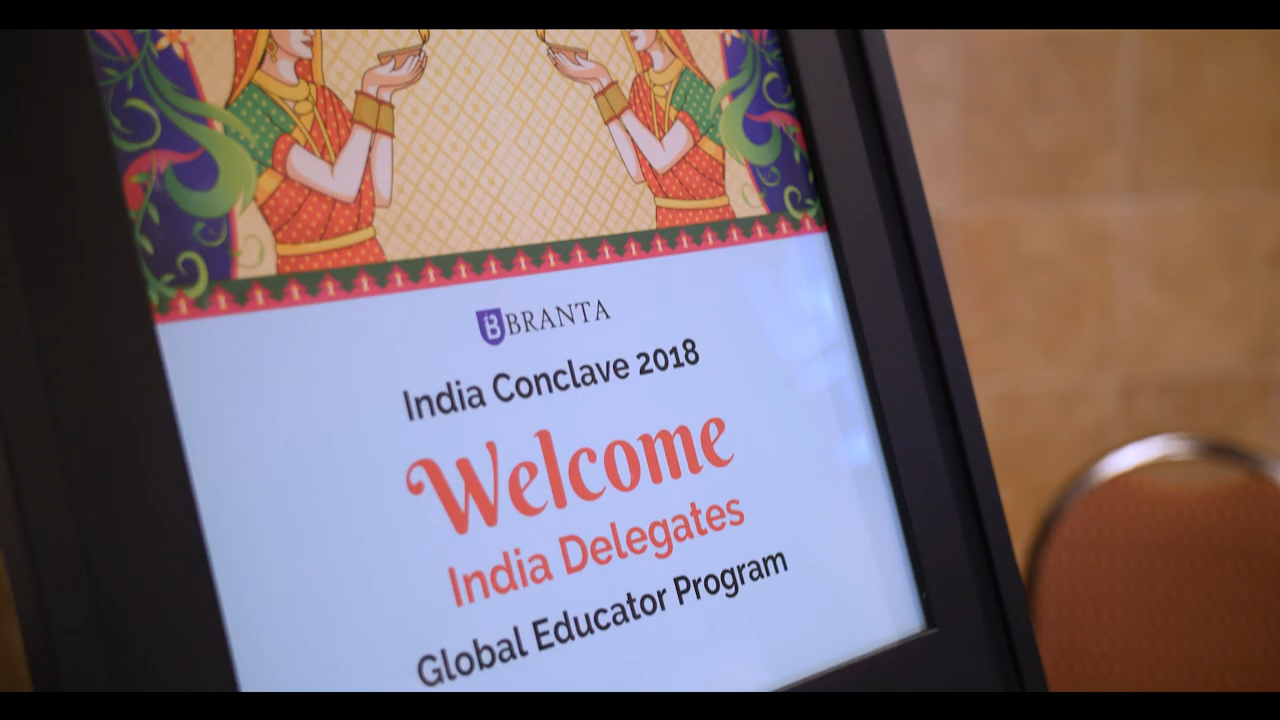 BRANTA
India Conclave 2018
Welcome
India Delegates
Global Educator Program